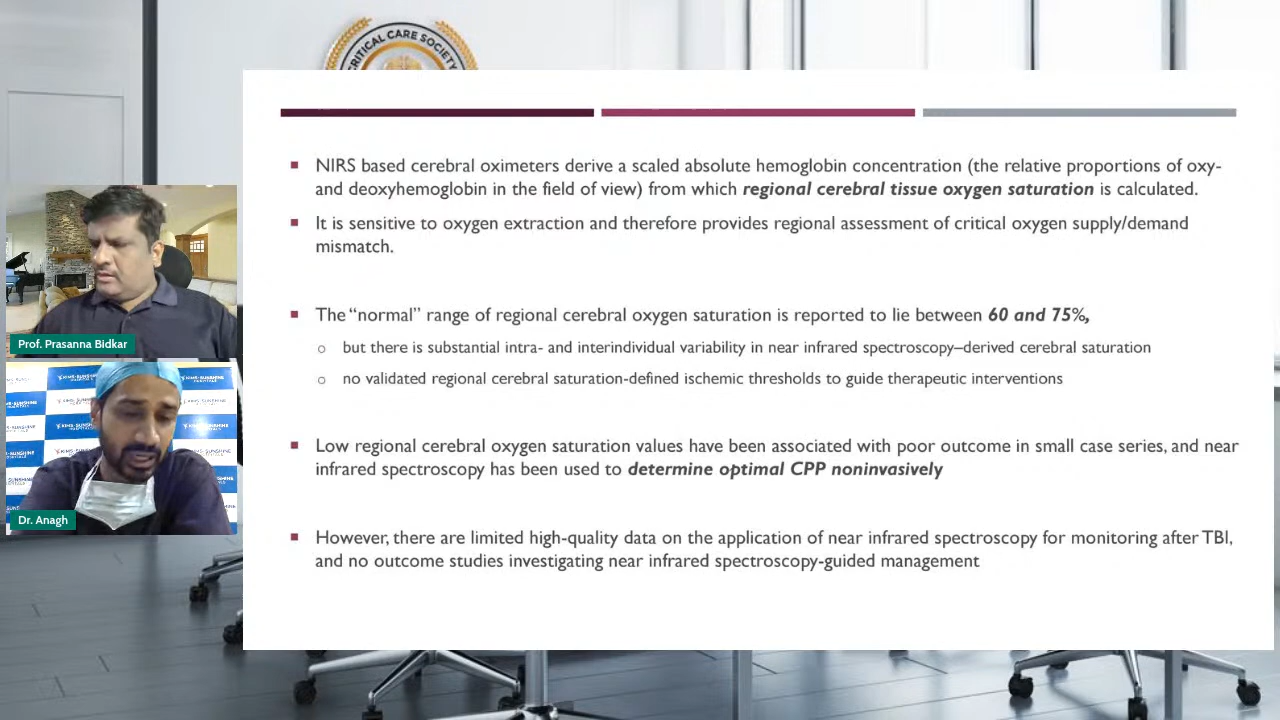 CRITICAL CARE SOCIETY
NIRS based cerebral oximeters derive a scaled absolute hemoglobin concentration (the relative proportions of oxy-
and deoxyhemoglobin in the field of view) from which regional cerebral tissue oxygen saturation is calculated.
It is sensitive to oxygen extraction and therefore provides regional assessment of critical oxygen supply/demand
mismatch.
The “normal” range of regional cerebral oxygen saturation is reported to lie between 60 and 75%,
but there is substantial intra- and interindividual variability in near infrared spectroscopy–derived cerebral saturation
no validated regional cerebral saturation-defined ischemic thresholds to guide therapeutic interventions
Low regional cerebral oxygen saturation values have been associated with poor outcome in small case series, and near
infrared spectroscopy has been used to determine optimal CPP noninvasively
However, there are limited high-quality data on the application of near infrared spectroscopy for monitoring after TBI,
and no outcome studies investigating near infrared spectroscopy-guided management
Prof. Prasanna Bidkar
KIMS-SUNSHINE
HOSPITALS
Dr. Anagh